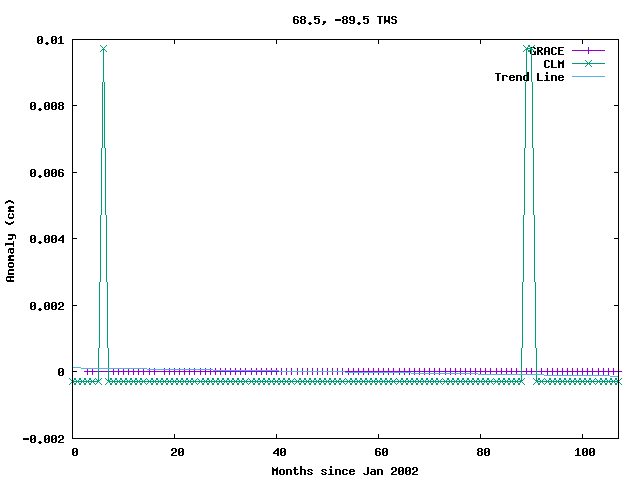 68.5, -89.5 TWS
0.01
GRACE
CLM
Trend Line
0.008
0.006
0.004
0.002
0
-0.002
Anomaly (cm)
0 20 40 60 80 100
Months since Jan 2002